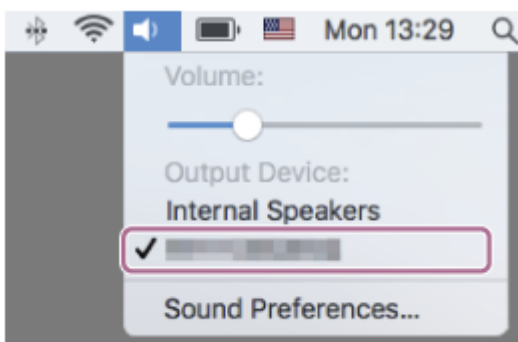 Mon 13:29
Volume:
Output Device:
Internal Speakers
Sound Preferences...